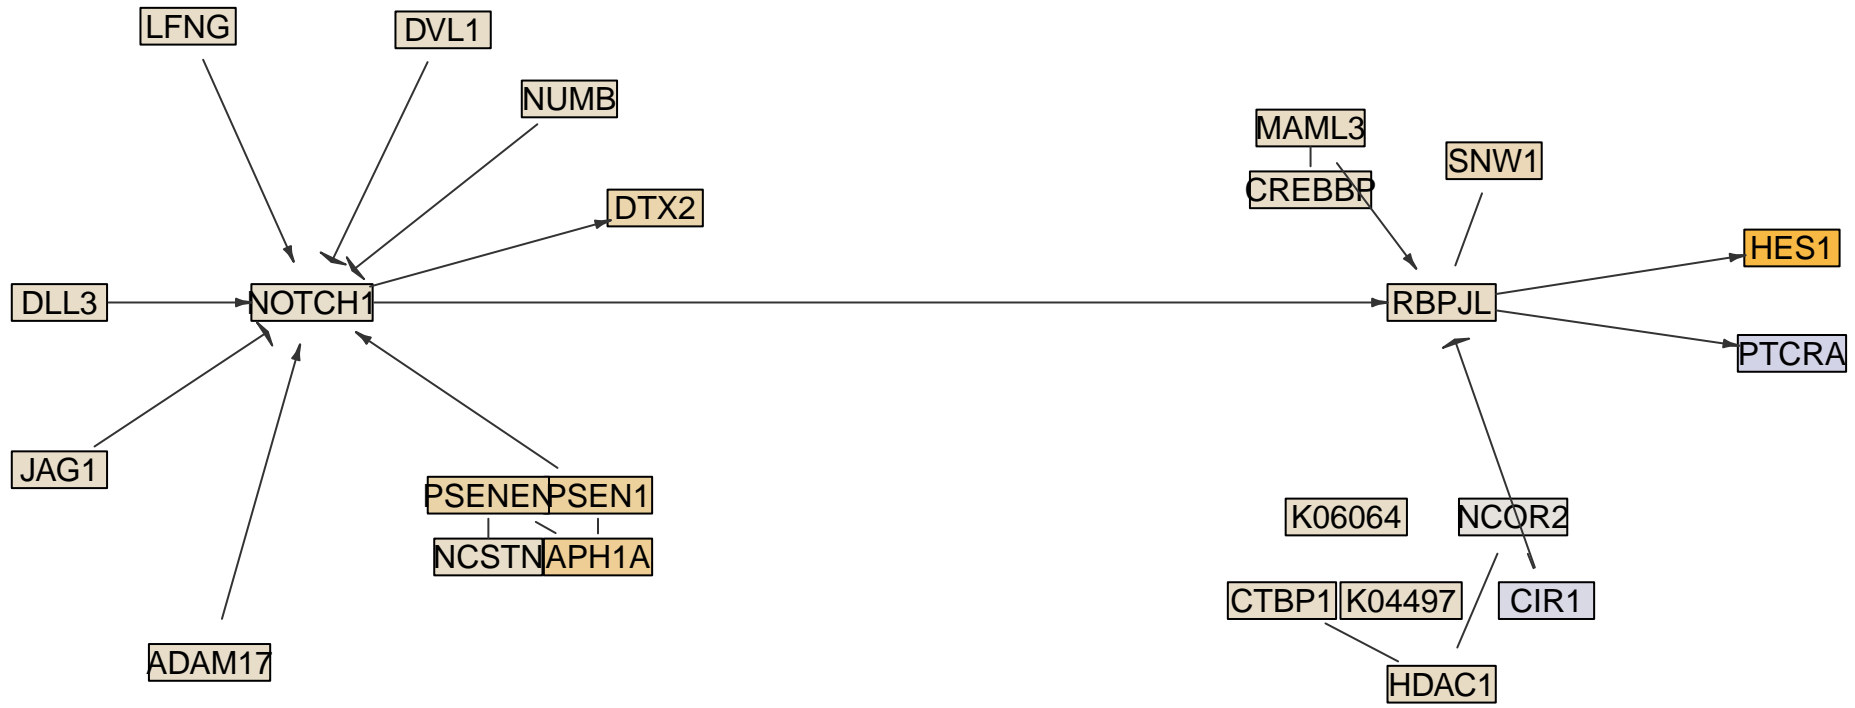 LFNG
DVL1
NUMB
MAML3
SNW1
CREBBP
DTX2
HES1
DLL3
NOTCH1
RBPJL
PTCRA
JAG1
PSENEN
PSEN1
K06064
NCOR2
NCSTN
APH1A
CTBP1
K04497
CIR1
ADAM17
HDAC1